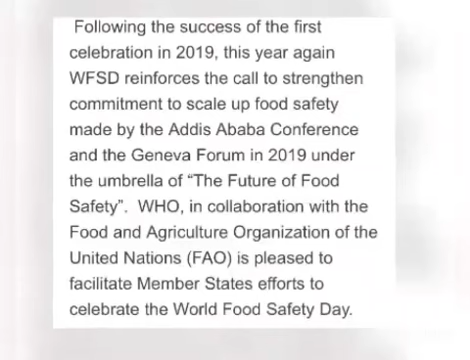 Following the success of the first
celebration in 2019, this year again
WFSD reinforces the call to strengthen
commitment to scale up food safety
made by the Addis Ababa Conference
and the Geneva Forum in 2019 under
the umbrella of “The Future of Food
Safety”.  WHO, in collaboration with the
Food and Agriculture Organization of the
United Nations (FAO) is pleased to
facilitate Member States efforts to
celebrate the World Food Safety Day.